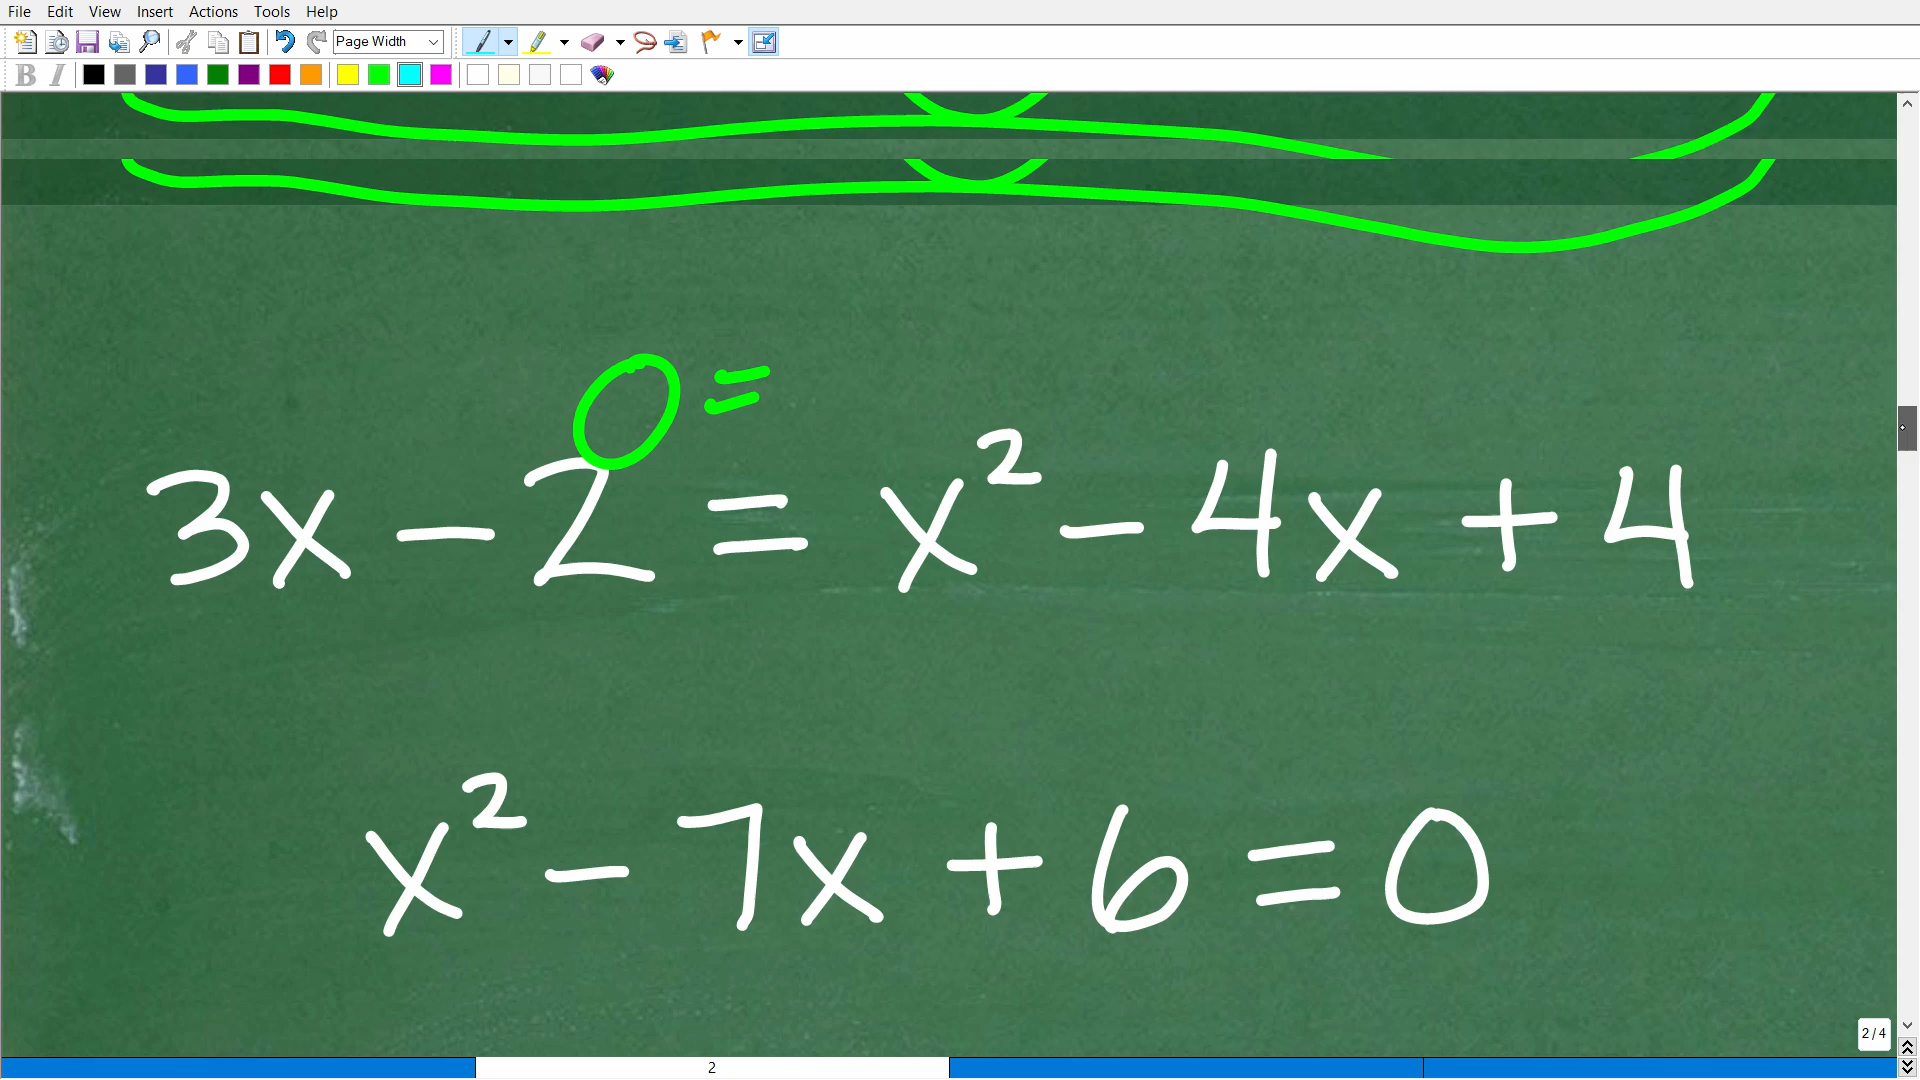 File Edit View Insert Actions Tools Help
Page Width
B I
0 =
3x - 2 = x² - 4x + 4
x² - 7x + 6 = 0
2 / 4
2